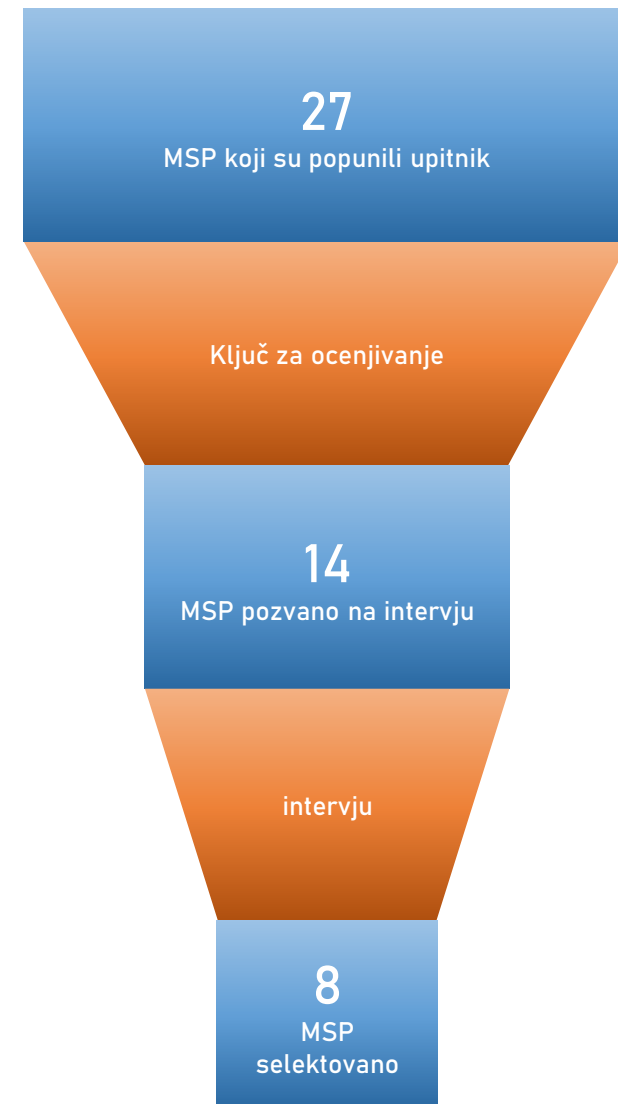 27
MSP koji su popunili upitnik
Ključ za ocenjivanje
14
MSP pozvano na intervju
intervju
8
MSP
selektovano